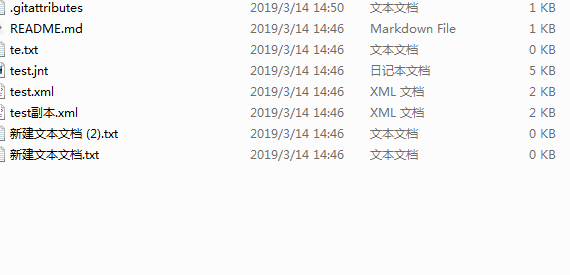 .gitattributes 2019/3/14 14:50 文本文档 1 KB
README.md 2019/3/14 14:46 Markdown File 1 KB
te.txt 2019/3/14 14:46 文本文档 0 KB
test.jnt 2019/3/14 14:46 日记本文档 5 KB
test.xml 2019/3/14 14:46 XML 文档 2 KB
test副本.xml 2019/3/14 14:46 XML 文档 2 KB
新建文本文档 (2).txt 2019/3/14 14:46 文本文档 0 KB
新建文本文档.txt 2019/3/14 14:46 文本文档 0 KB